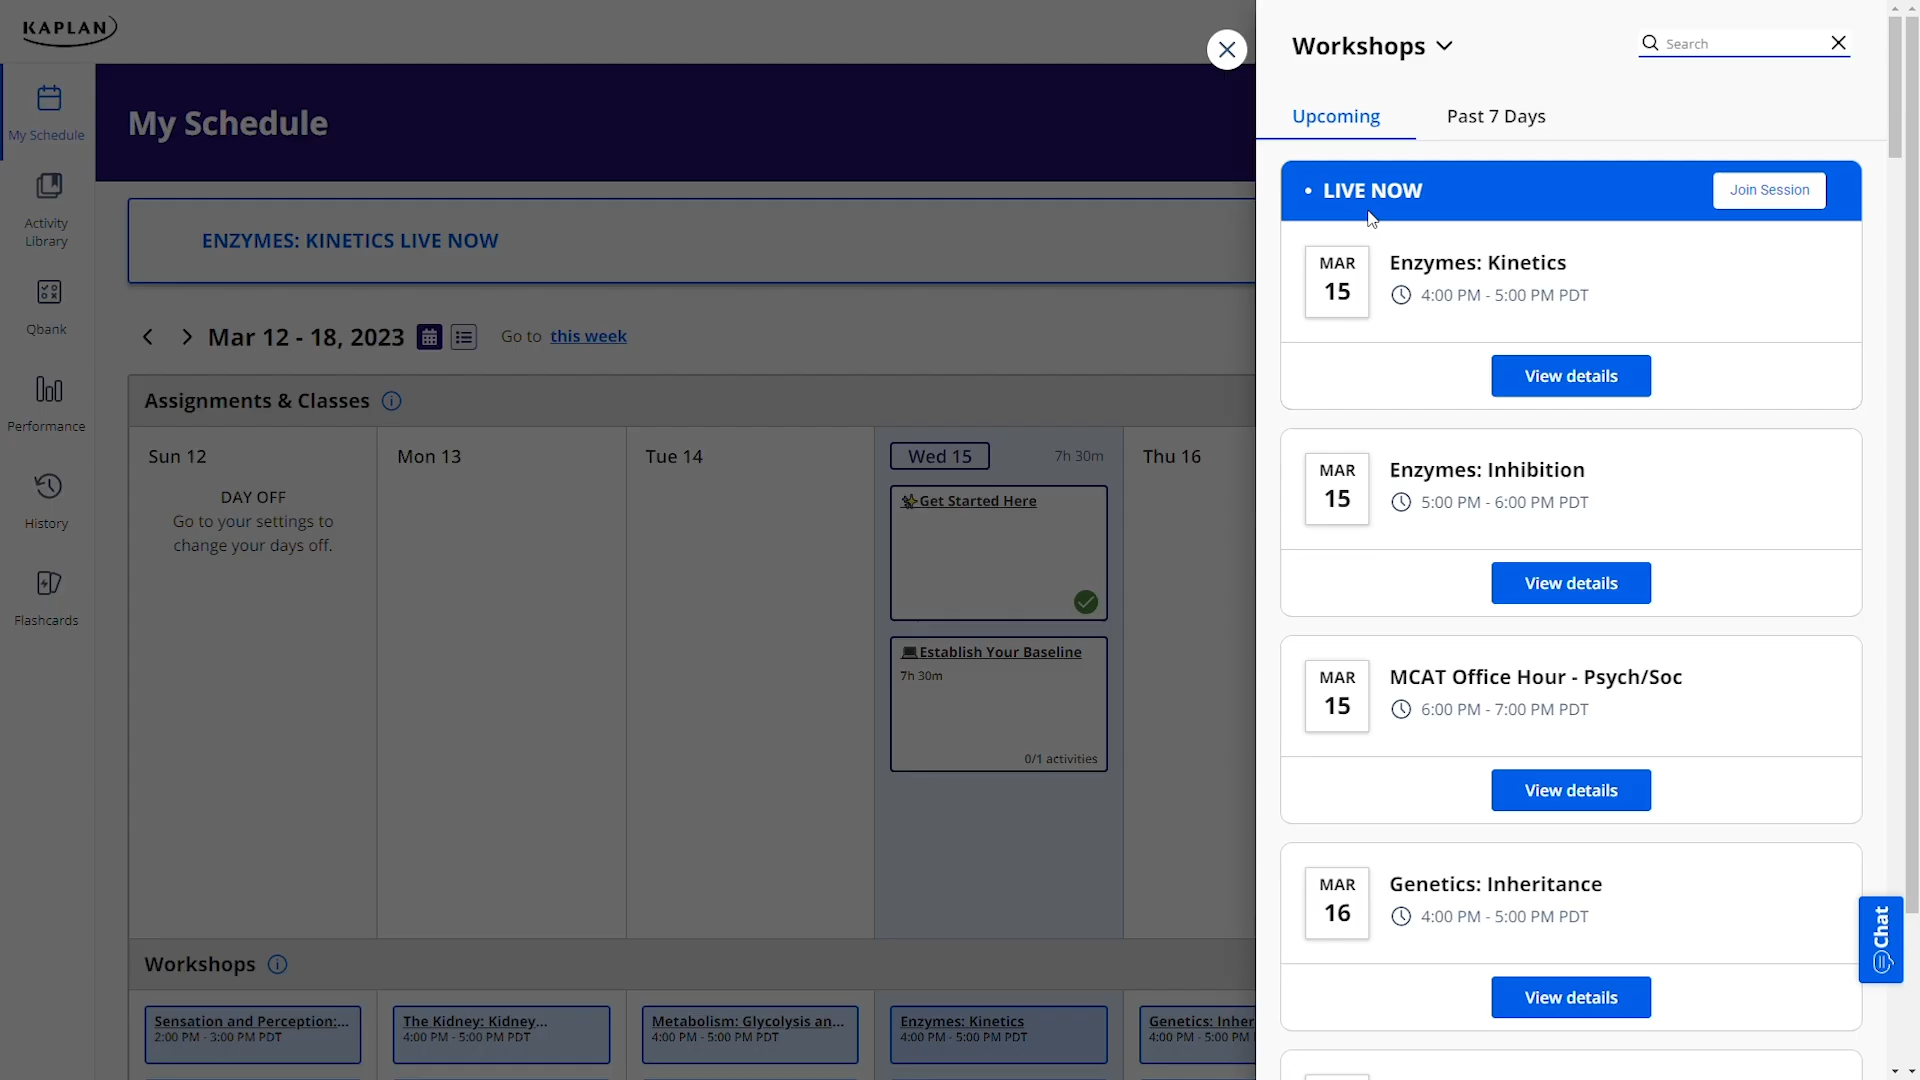 KAPLAN
My Schedule
Activity
Library
Qbank
Performance
History
Flashcards
My Schedule
ENZYMES: KINETICS LIVE NOW
Mar 12 - 18, 2023
Go to this week
Assignments & Classes
Sun 12
DAY OFF
Go to your settings to
change your days off.
Mon 13
Tue 14
Wed 15
7h 30m
Get Started Here
Establish Your Baseline
7h 30m
0/1 activities
Thu 16
Workshops
Sensation and Perception:...
2:00 PM - 3:00 PM PDT
The Kidney: Kidney...
4:00 PM - 5:00 PM PDT
Metabolism: Glycolysis an...
4:00 PM - 5:00 PM PDT
Enzymes: Kinetics
4:00 PM - 5:00 PM PDT
Genetics: Inher
4:00 PM - 5:00 PM
Workshops
Search
Upcoming
Past 7 Days
• LIVE NOW
Join Session
MAR
15
Enzymes: Kinetics
4:00 PM - 5:00 PM PDT
View details
MAR
15
Enzymes: Inhibition
5:00 PM - 6:00 PM PDT
View details
MAR
15
MCAT Office Hour - Psych/Soc
6:00 PM - 7:00 PM PDT
View details
MAR
16
Genetics: Inheritance
4:00 PM - 5:00 PM PDT
View details
Chat